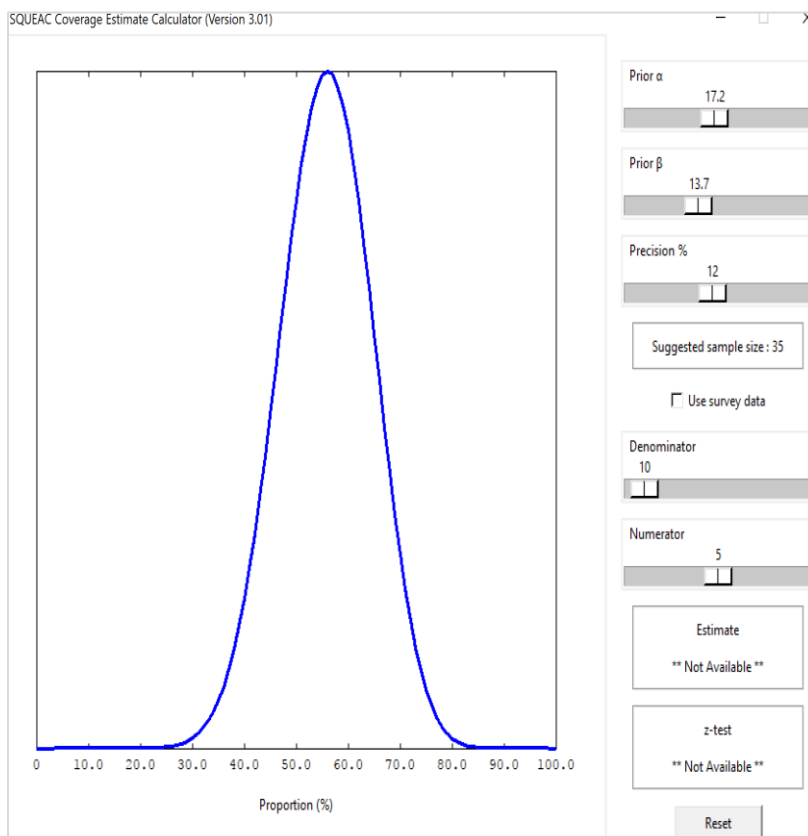 SQUEAC Coverage Estimate Calculator (Version 3.01)
Prior α
17.2
Prior β
13.7
Precision %
12
Suggested sample size : 35
Use survey data
Denominator
10
Numerator
5
Estimate
** Not Available **
z-test
** Not Available **
Reset
0 10.0 20.0 30.0 40.0 50.0 60.0 70.0 80.0 90.0 100.0
Proportion (%)